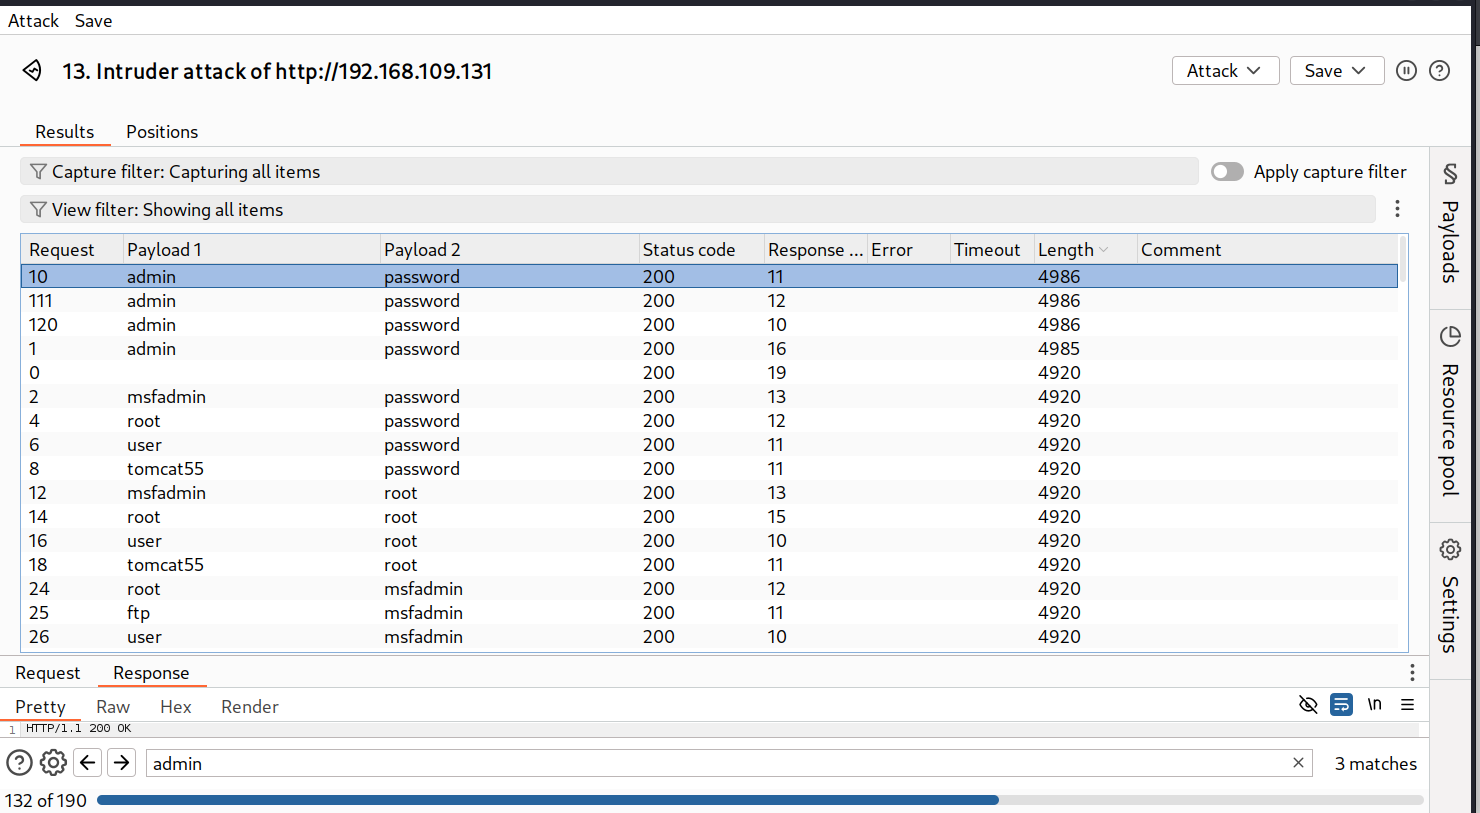 Attack Save
13. Intruder attack of http://192.168.109.131
Attack Save
Results Positions
Capture filter: Capturing all items Apply capture filter
View filter: Showing all items
Request Payload 1 Payload 2 Status code Response ... Error Timeout Length Comment
10 admin password 200 11 4986
111 admin password 200 12 4986
120 admin password 200 10 4986
1 admin password 200 16 4985
0 200 19 4920
2 msfadmin password 200 13 4920
4 root password 200 12 4920
6 user password 200 11 4920
8 tomcat55 password 200 11 4920
12 msfadmin root 200 13 4920
14 root root 200 15 4920
16 user root 200 10 4920
18 tomcat55 root 200 11 4920
24 root msfadmin 200 12 4920
25 ftp msfadmin 200 11 4920
26 user msfadmin 200 10 4920
Payloads
Resource pool
Settings
Request Response
Pretty Raw Hex Render \n
1 HTTP/1.1 200 OK
admin 3 matches
132 of 190